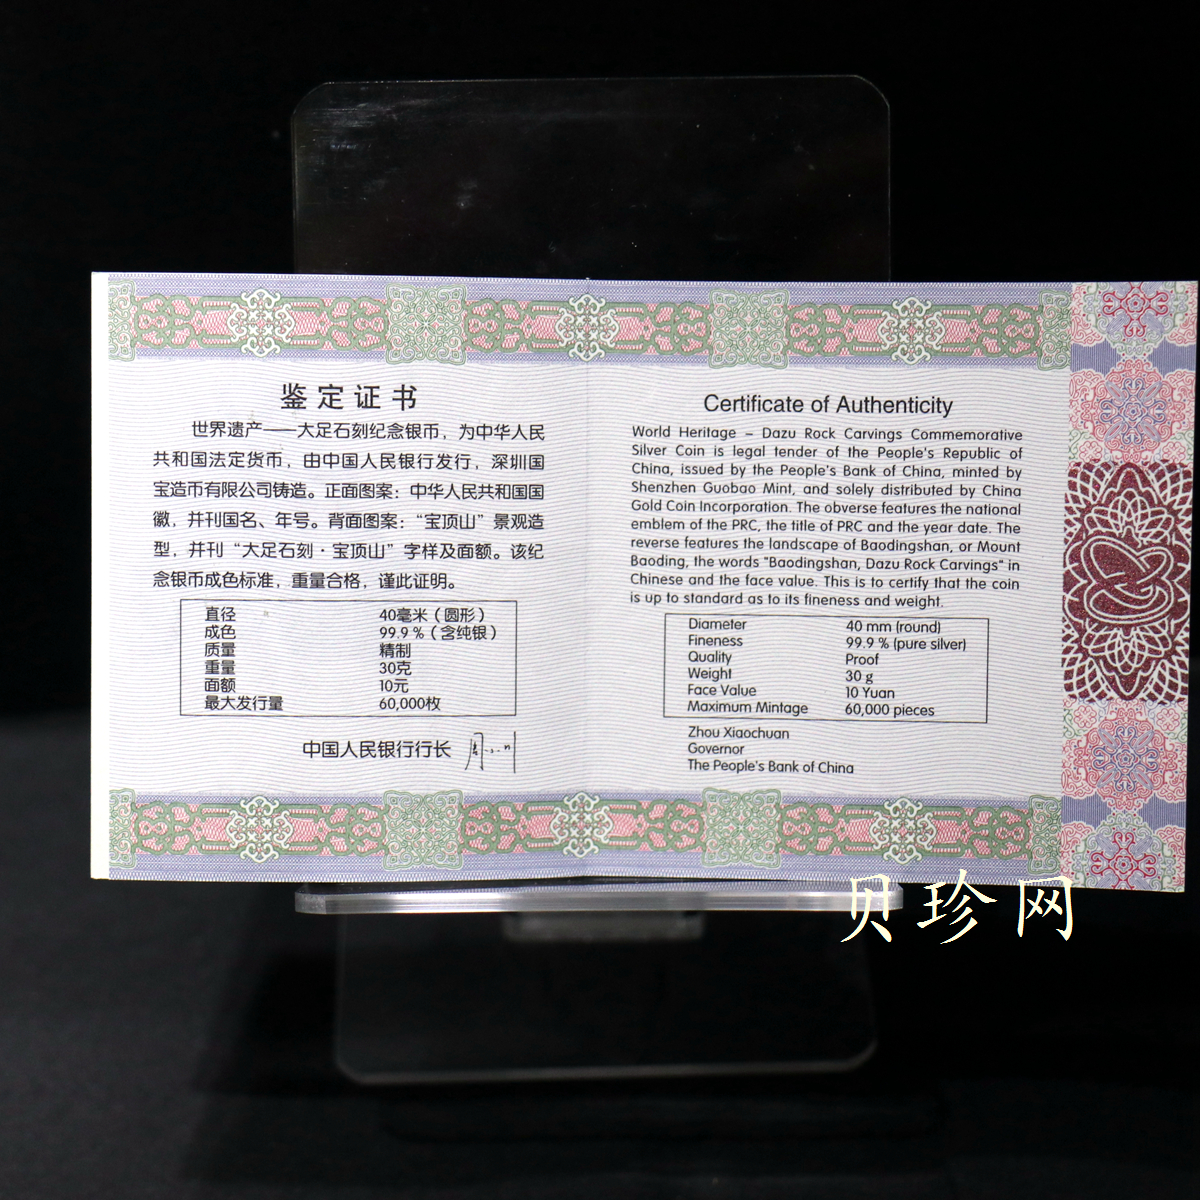 鉴定证书
世界遗产——大足石刻纪念银币，为中华人民
共和国法定货币，由中国人民银行发行，深圳国
宝造币有限公司铸造。正面图案：中华人民共和国国
徽，并刊国名、年号。背面图案：“宝顶山”景观造
型，并刊“大足石刻·宝顶山”字样及面额。该纪
念银币成色标准，重量合格，谨此证明。
直径 40毫米（圆形）
成色 99.9％（含纯银）
质量 精制
重量 30克
面额 10元
最大发行量 60,000枚
中国人民银行行长
Certificate of Authenticity
World Heritage – Dazu Rock Carvings Commemorative
Silver Coin is legal tender of the People's Republic of
China, issued by the People's Bank of China, minted by
Shenzhen Guobao Mint, and solely distributed by China
Gold Coin Incorporation. The obverse features the national
emblem of the PRC, the title of PRC and the year date. The
reverse features the landscape of Baodingshan, or Mount
Baoding, the words "Baodingshan, Dazu Rock Carvings" in
Chinese and the face value. This is to certify that the coin
is up to standard as to its fineness and weight.
Diameter 40 mm (round)
Fineness 99.9 % (pure silver)
Quality Proof
Weight 30 g
Face Value 10 Yuan
Maximum Mintage 60,000 pieces
Zhou Xiaochuan
Governor
The People's Bank of China
贝珍网